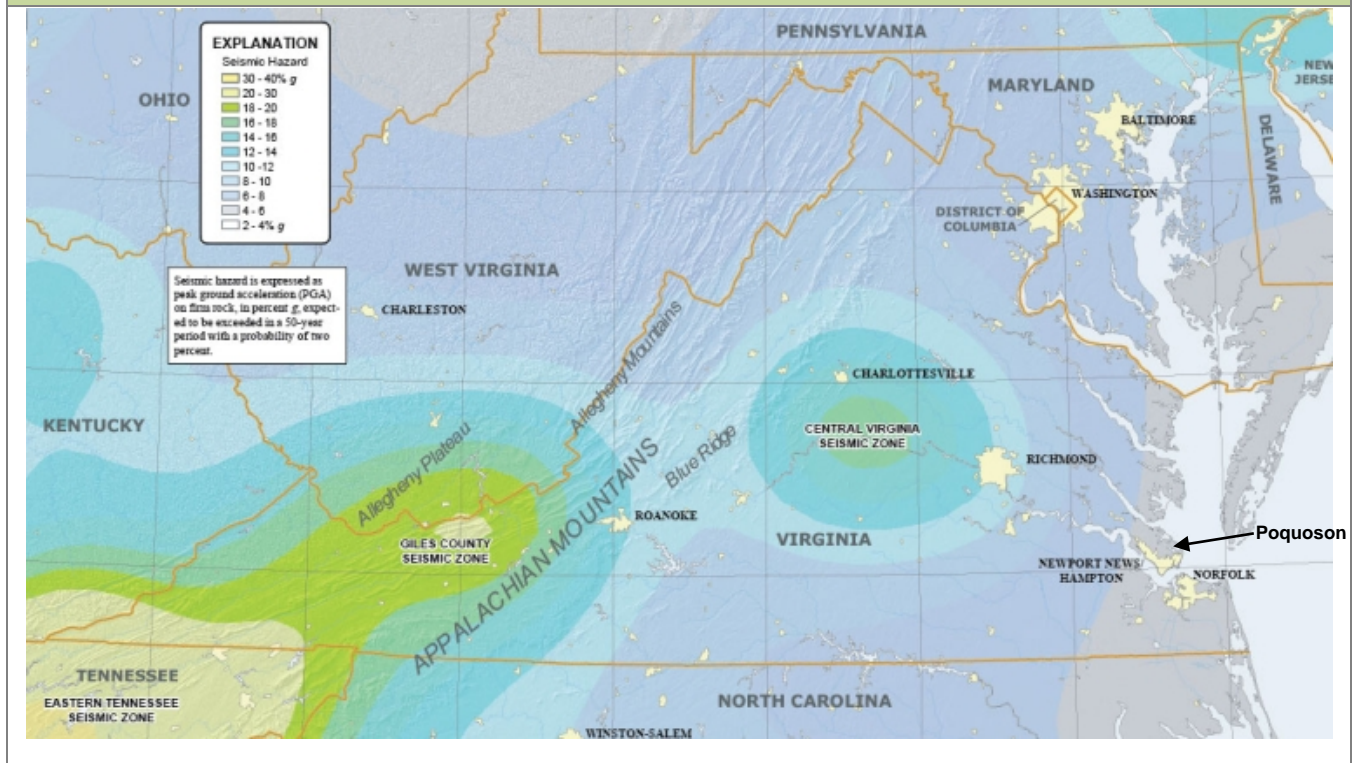 PENNSYLVANIA
EXPLANATION
Seismic Hazard
30 - 40% g
20 - 30
18 - 20
16 - 18
14 - 16
12 - 14
10 -12
8 - 10
6 - 8
4 - 6
2 - 4% g
OHIO
MARYLAND
NEW
JERSE
BALTIMORE
DELAWARE
WASHINGTON
DISTRICT OF
COLUMBIA
WEST VIRGINIA
Seismic hazard is expressed as
peak ground acceleration (PGA)
on firm rock, in percent g, expect-
ed to be exceeded in a 50-year
period with a probability of two
percent.
CHARLESTON
Allegheny Mountains
CHARLOTTESVILLE
KENTUCKY
CENTRAL VIRGINIA
SEISMIC ZONE
Allegheny Plateau
Blue Ridge
RICHMOND
APPALACHIAN MOUNTAINS
ROANOKE
GILES COUNTY
SEISMIC ZONE
VIRGINIA
Poquoson
NEWPORT NEWS/
HAMPTON
NORFOLK
TENNESSEE
EASTERN TENNESSEE
SEISMIC ZONE
NORTH CAROLINA
WINSTON-SALEM